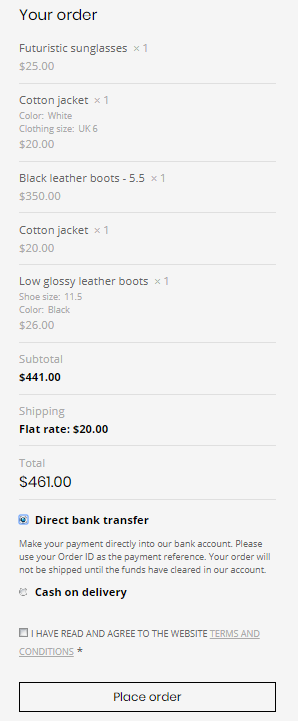 Your order
Futuristic sunglasses × 1
$25.00
Cotton jacket × 1
Color: White
Clothing size: UK 6
$20.00
Black leather boots - 5.5 × 1
$350.00
Cotton jacket × 1
$20.00
Low glossy leather boots × 1
Shoe size: 11.5
Color: Black
$26.00
Subtotal
$441.00
Shipping
Flat rate: $20.00
Total
$461.00
Direct bank transfer
Make your payment directly into our bank account. Please
use your Order ID as the payment reference. Your order will
not be shipped until the funds have cleared in our account.
Cash on delivery
I HAVE READ AND AGREE TO THE WEBSITE TERMS AND
CONDITIONS *
Place order